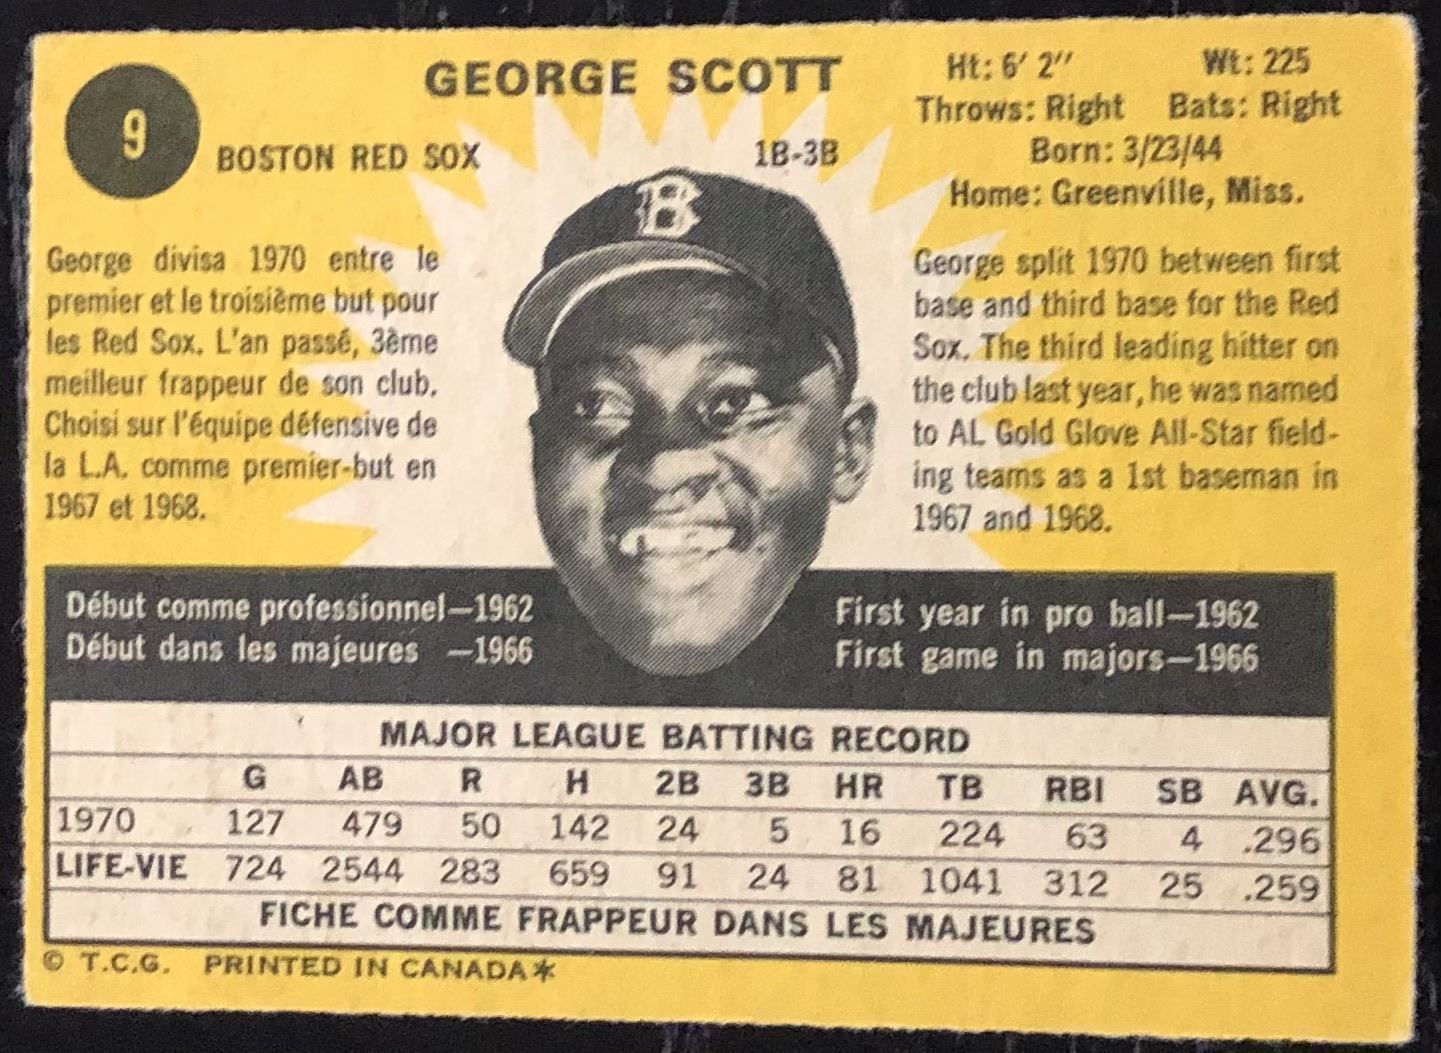 9
GEORGE SCOTT
BOSTON RED SOX
1B-3B
Ht: 6' 2'' Wt: 225
Throws: Right Bats: Right
Born: 3/23/44
Home: Greenville, Miss.
George divisa 1970 entre le
premier et le troisième but pour
les Red Sox. L'an passé, 3ème
meilleur frappeur de son club.
Choisi sur l'équipe défensive de
la L.A. comme premier-but en
1967 et 1968.
B
George split 1970 between first
base and third base for the Red
Sox. The third leading hitter on
the club last year, he was named
to AL Gold Glove All-Star field-
ing teams as a 1st baseman in
1967 and 1968.
Début comme professionnel—1962
Début dans les majeures —1966
First year in pro ball—1962
First game in majors—1966
MAJOR LEAGUE BATTING RECORD
G AB R H 2B 3B HR TB RBI SB AVG.
1970 127 479 50 142 24 5 16 224 63 4 .296
LIFE-VIE 724 2544 283 659 91 24 81 1041 312 25 .259
FICHE COMME FRAPPEUR DANS LES MAJEURES
© T.C.G. PRINTED IN CANADA*